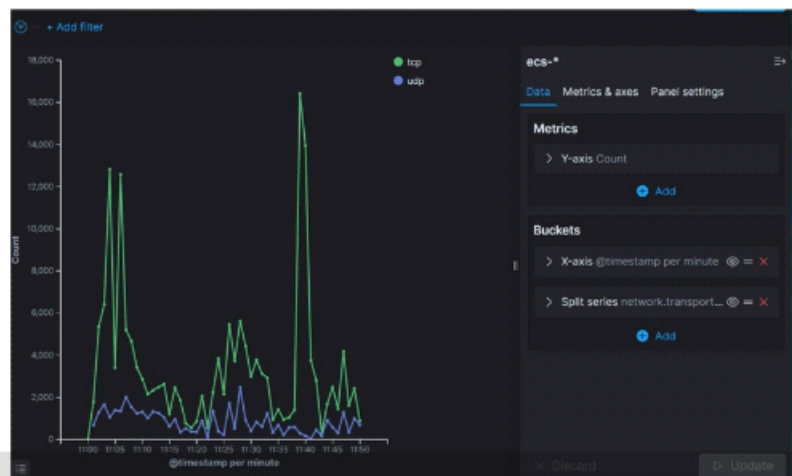 + Add filter
18,000
16,000
14,000
12,000
10,000
8,000
6,000
4,000
2,000
0
Count
11:00 11:05 11:10 11:15 11:20 11:25 11:30 11:35 11:40 11:45 11:50
@timestamp per minute
tcp
udp
ecs-*
Data Metrics & axes Panel settings
Metrics
Y-axis Count
Add
Buckets
X-axis @timestamp per minute
Split series network.transport...
Add
Discard
Update